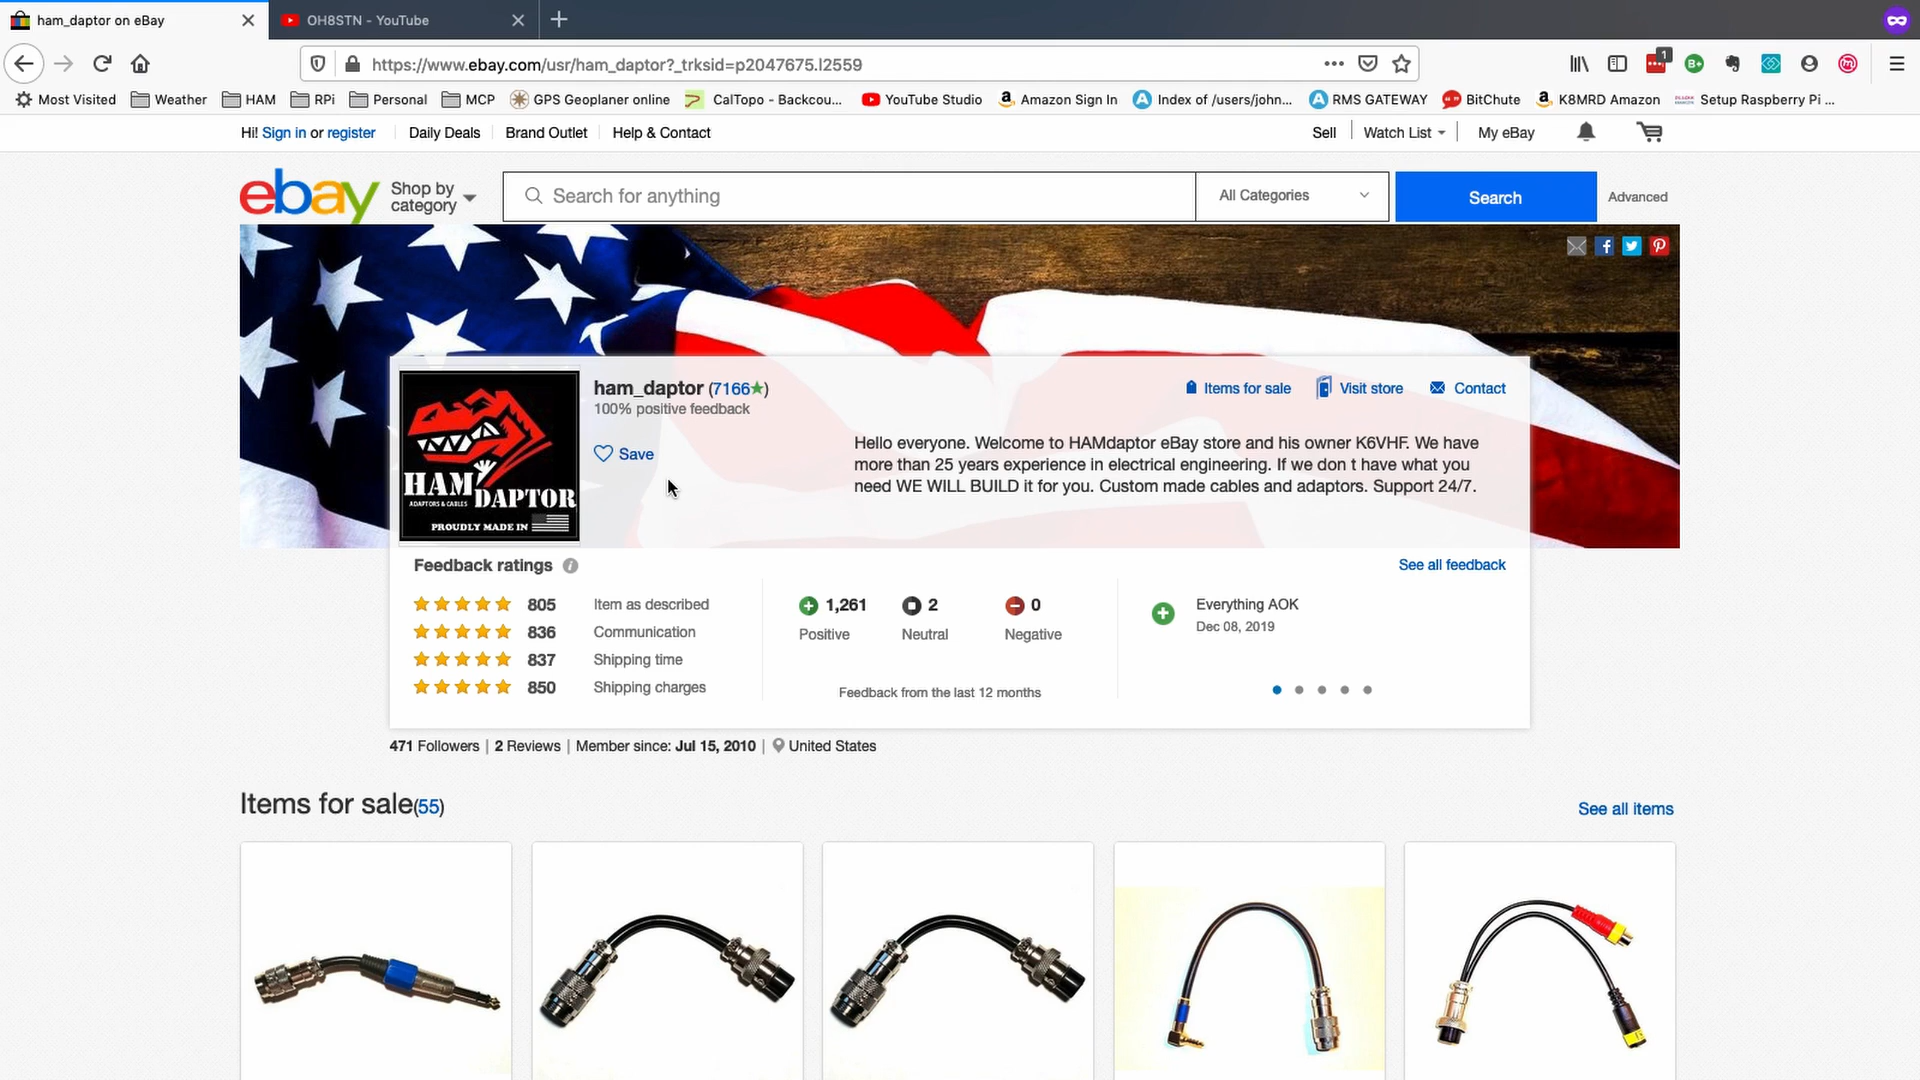 ham_daptor on eBay
OH8STN - YouTube
https://www.ebay.com/usr/ham_daptor?_trksid=p2047675.l2559
1
Most Visited
Weather
HAM
RPi
Personal
MCP
GPS Geoplaner online
CalTopo - Backcou...
YouTube Studio
Amazon Sign In
Index of /users/john...
RMS GATEWAY
BitChute
K8MRD Amazon
Setup Raspberry Pi ...
Hi! Sign in or register
Daily Deals
Brand Outlet
Help & Contact
Sell
Watch List
My eBay
ebay
Shop by
category
Search for anything
All Categories
Search
Advanced
HAM
DAPTOR
ADAPTORS & CABLES
PROUDLY MADE IN
ham_daptor (7166)
100% positive feedback
Save
Items for sale
Visit store
Contact
Hello everyone. Welcome to HAMdaptor eBay store and his owner K6VHF. We have
more than 25 years experience in electrical engineering. If we don t have what you
need WE WILL BUILD it for you. Custom made cables and adaptors. Support 24/7.
Feedback ratings
See all feedback
805 Item as described
836 Communication
837 Shipping time
850 Shipping charges
1,261
Positive
2
Neutral
0
Negative
Feedback from the last 12 months
Everything AOK
Dec 08, 2019
471 Followers | 2 Reviews | Member since: Jul 15, 2010 | United States
Items for sale(55)
See all items